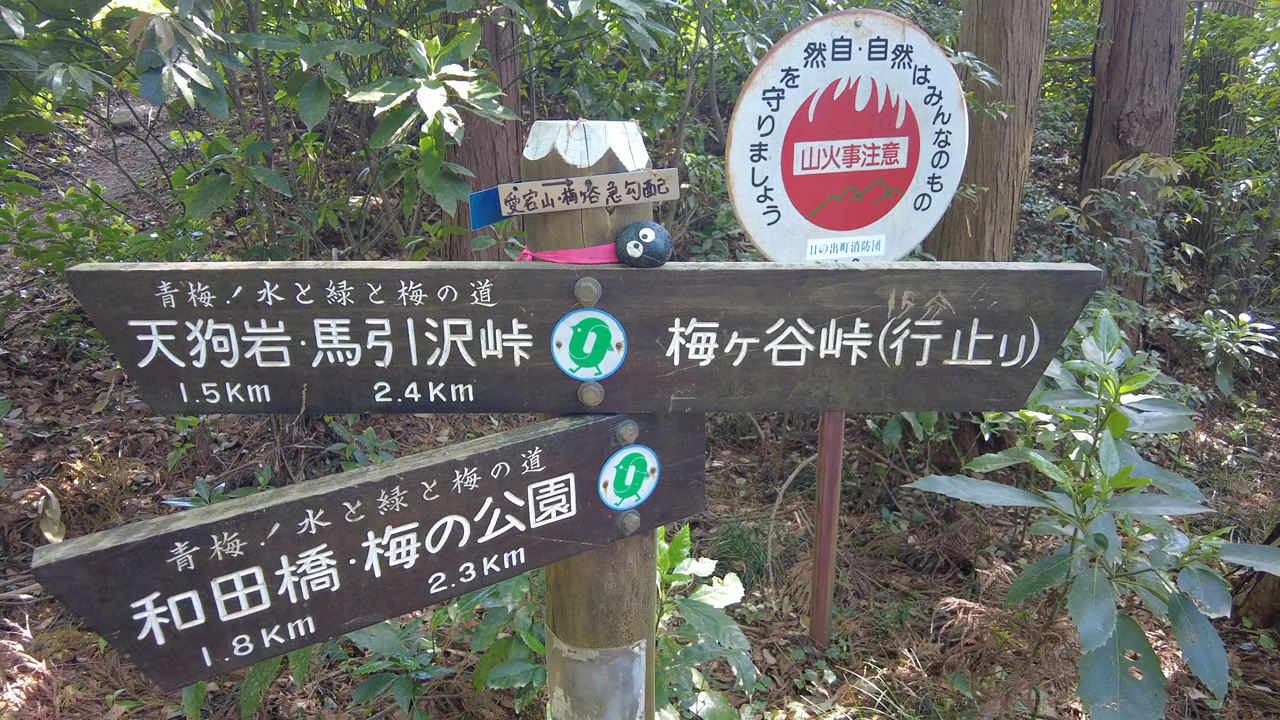 然自・自然はみんなのもの
を守りましょう
山火事注意
日の出町消防団
愛宕山・梅谷急勾配
青梅!水と緑と梅の道
天狗岩・馬引沢峠
1.5Km 2.4Km
梅ヶ谷峠(行止り)
15分
青梅!水と緑と梅の道
和田橋・梅の公園
1.8Km 2.3Km